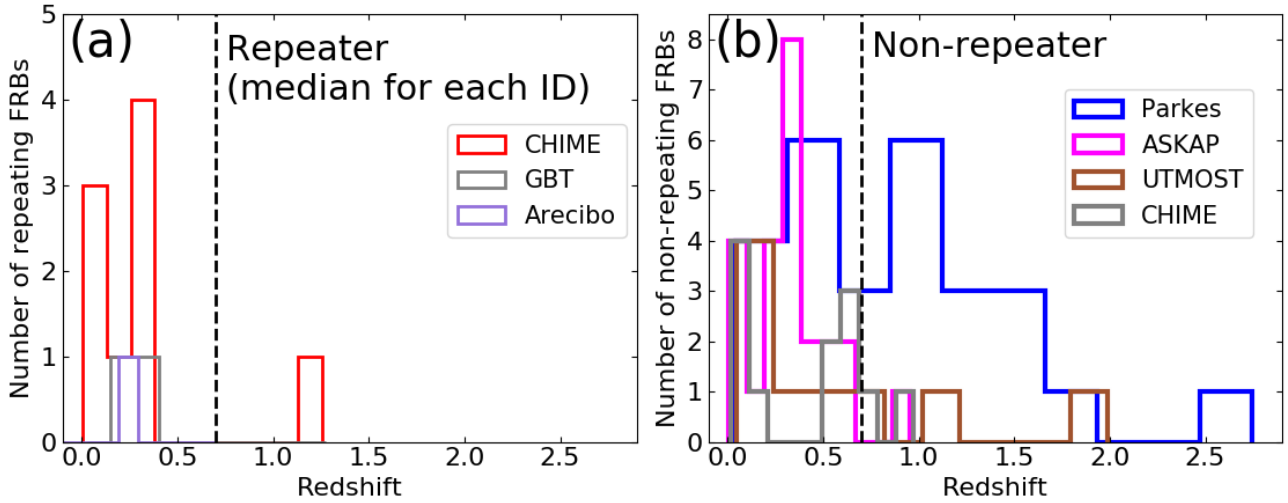 (a)
Repeater
(median for each ID)
CHIME
GBT
Arecibo
Number of repeating FRBs
5
4
3
2
1
0
0.0 0.5 1.0 1.5 2.0 2.5
Redshift
(b)
Non-repeater
Parkes
ASKAP
UTMOST
CHIME
Number of non-repeating FRBs
8
7
6
5
4
3
2
1
0
0.0 0.5 1.0 1.5 2.0 2.5
Redshift